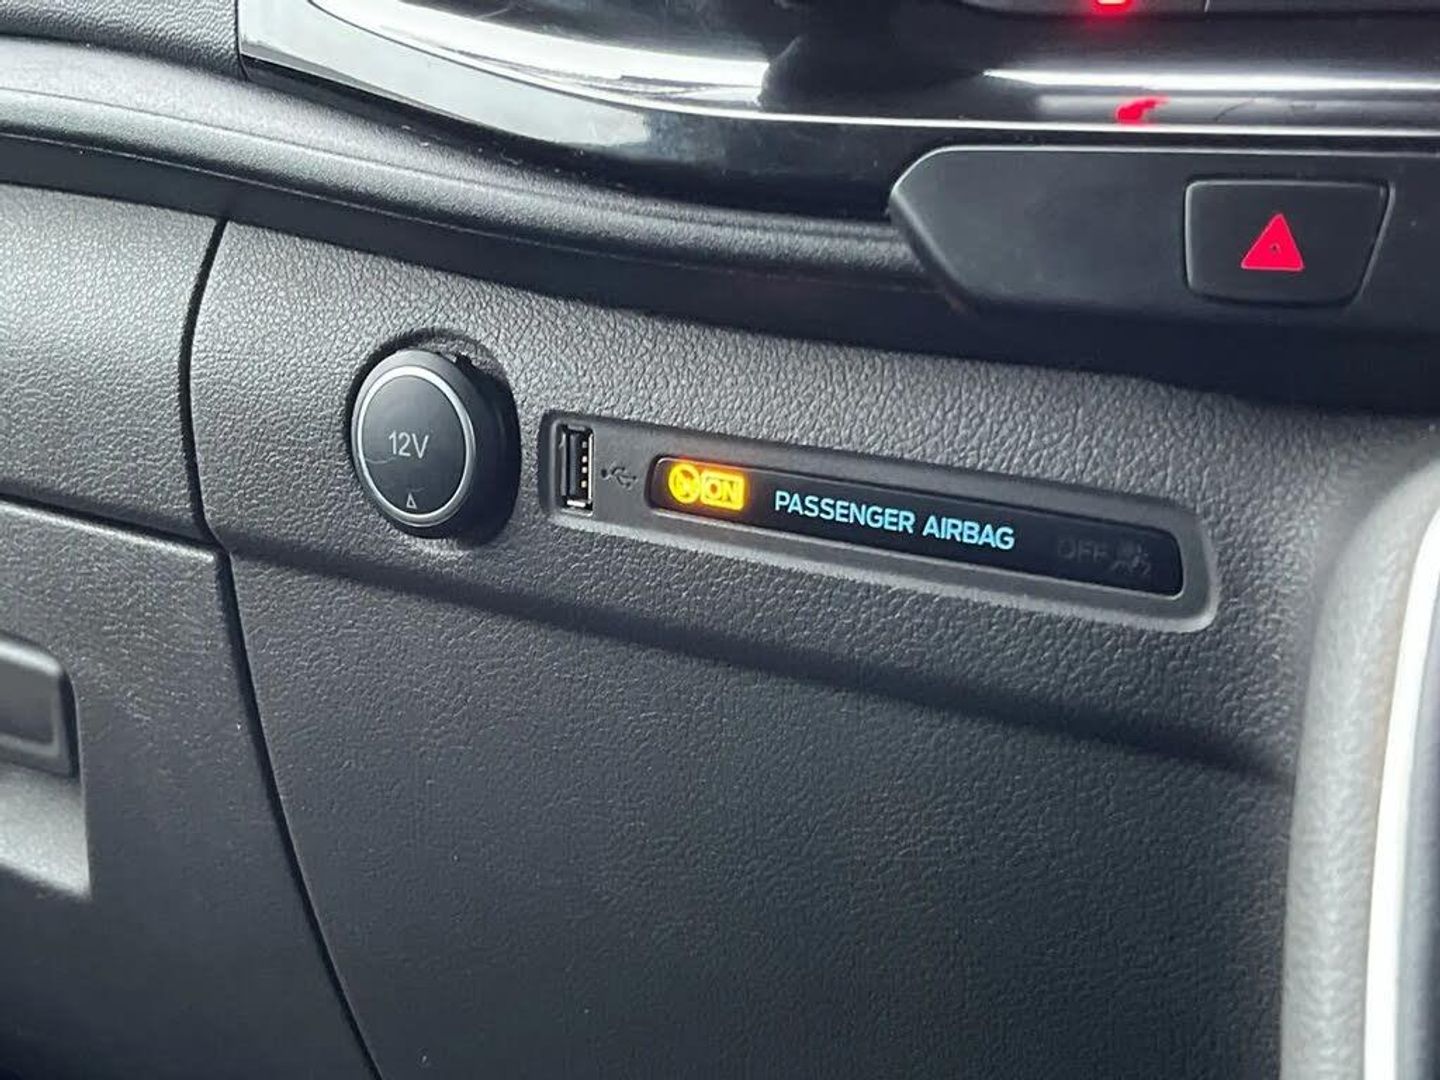 12V
ON PASSENGER AIRBAG OFF